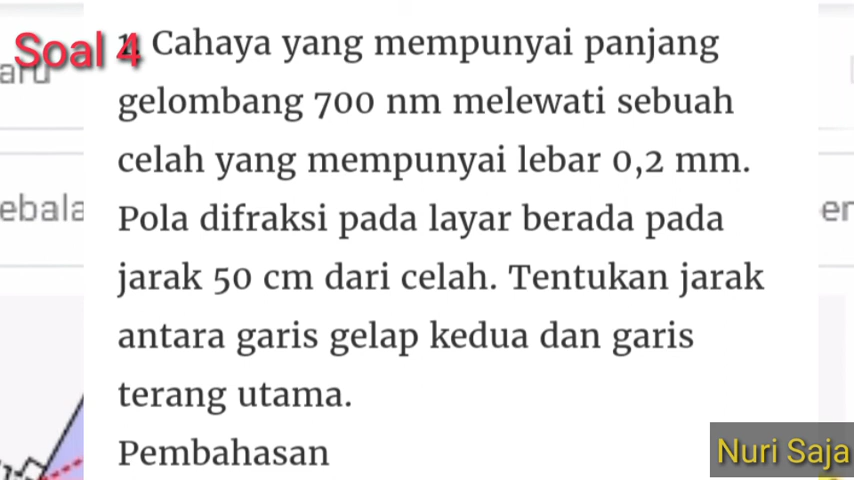 Soal 4
1. Cahaya yang mempunyai panjang
gelombang 700 nm melewati sebuah
celah yang mempunyai lebar 0,2 mm.
Pola difraksi pada layar berada pada
jarak 50 cm dari celah. Tentukan jarak
antara garis gelap kedua dan garis
terang utama.
Pembahasan
Nuri Saja